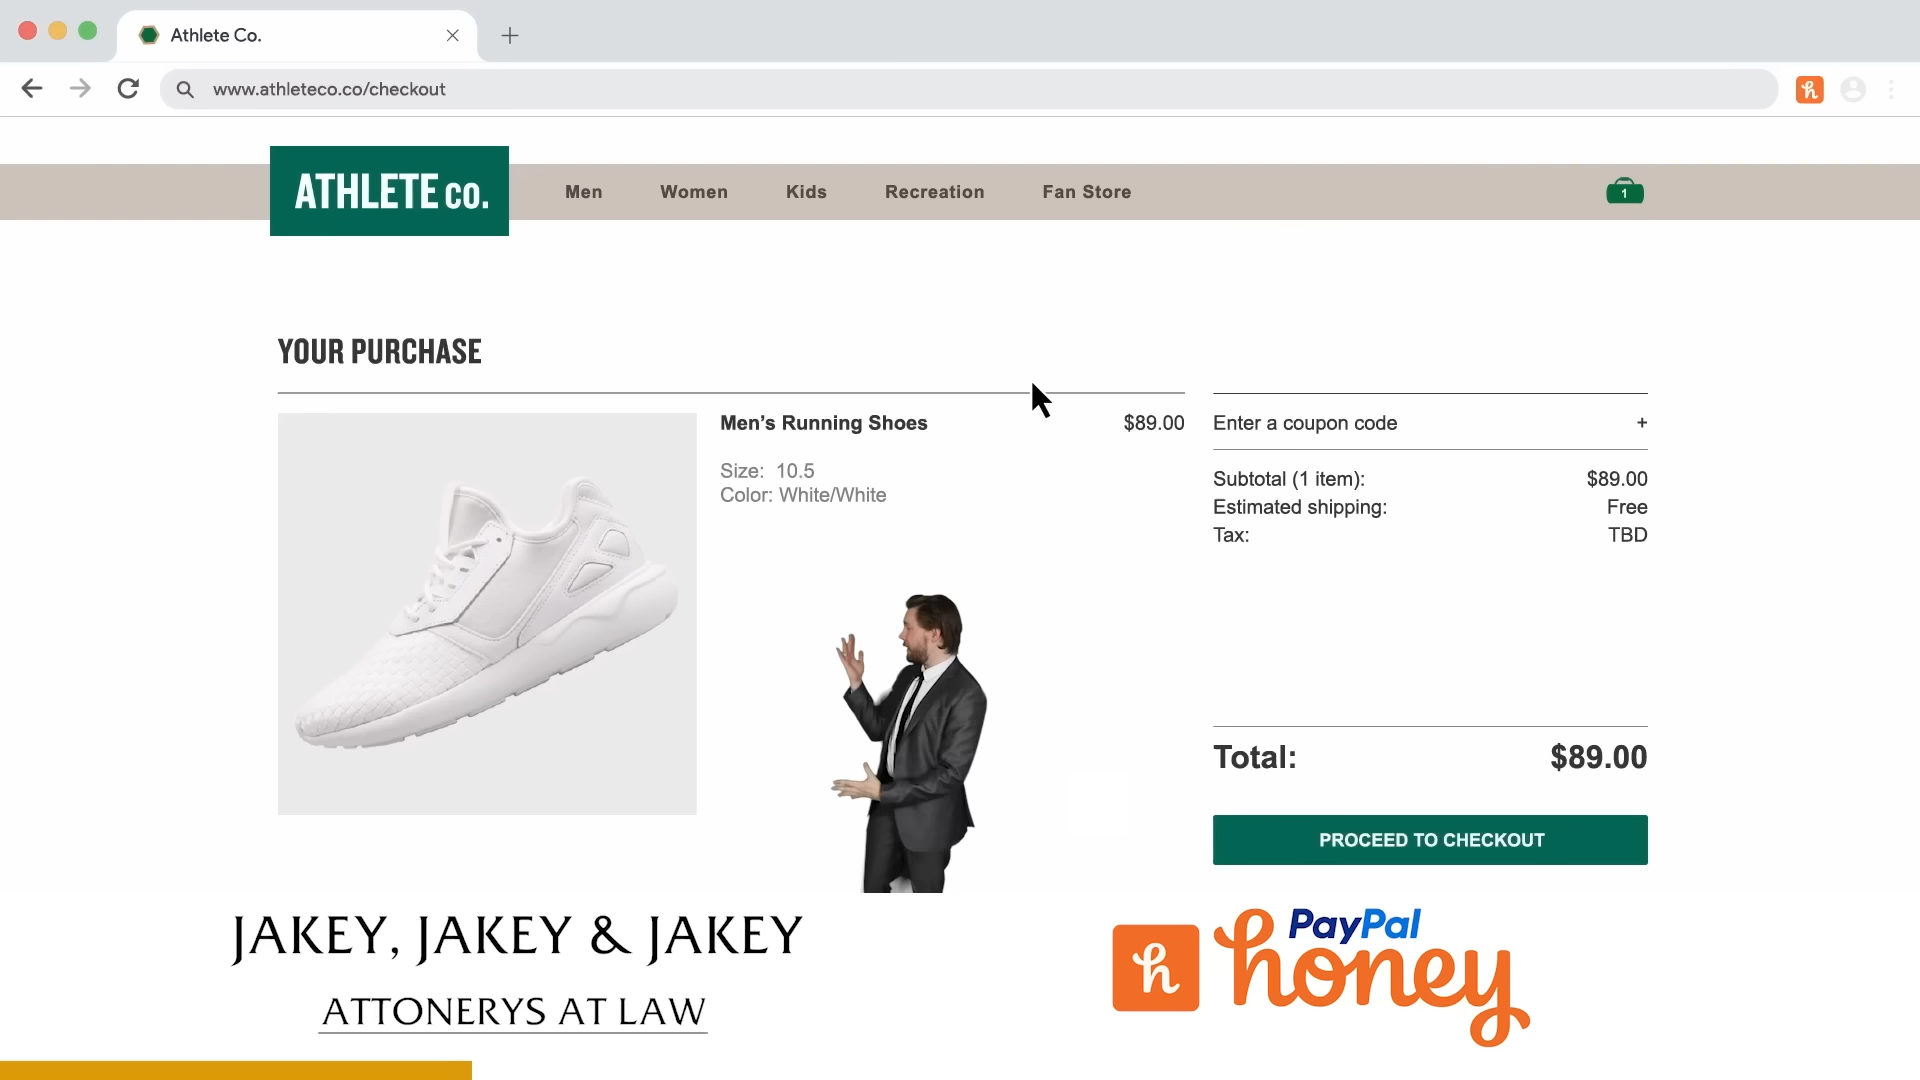 Athlete Co.
www.athleteco.co/checkout
h
ATHLETE CO.
Men
Women
Kids
Recreation
Fan Store
1
YOUR PURCHASE
Men’s Running Shoes
$89.00
Size: 10.5
Color: White/White
Enter a coupon code
+
Subtotal (1 item):
$89.00
Estimated shipping:
Free
Tax:
TBD
Total:
$89.00
PROCEED TO CHECKOUT
JAKEY, JAKEY & JAKEY
ATTONERYS AT LAW
h
PayPal
honey